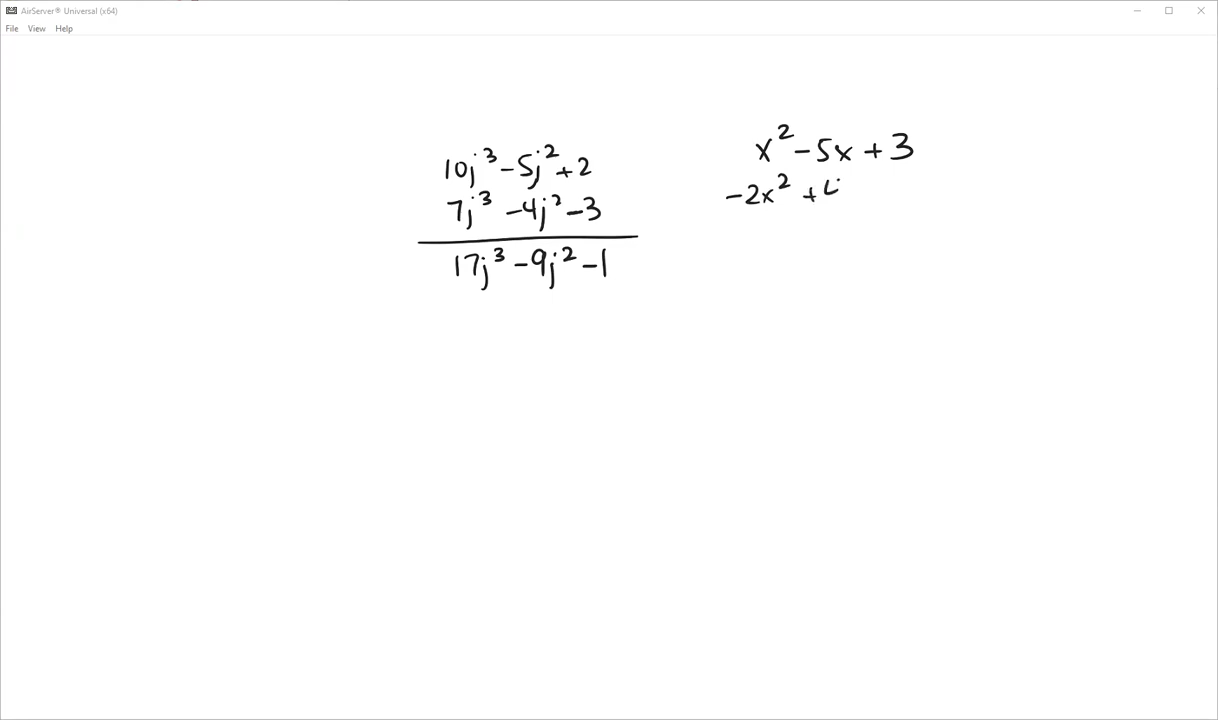 AirServer® Universal (x64)
File View Help
10j³ -5j² +2
7j³ -4j² -3
17j³ -9j² -1
x² -5x +3
-2x² +